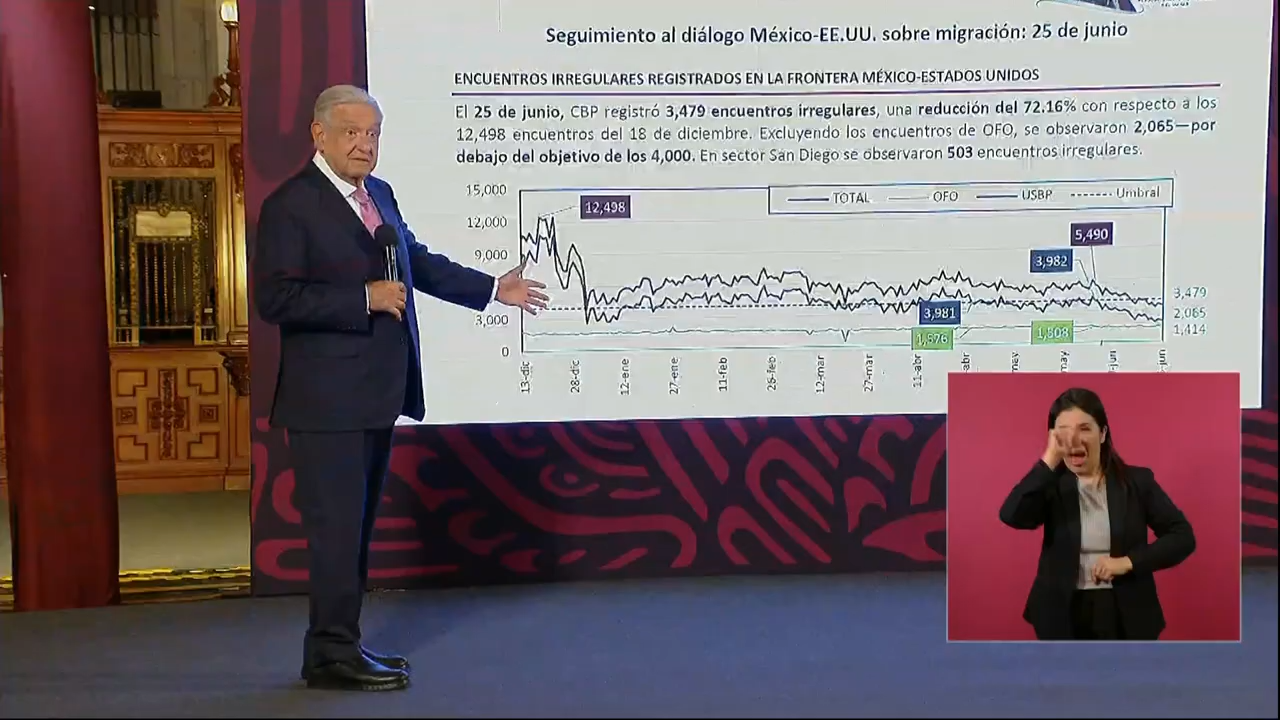 Seguimiento al diálogo México-EE.UU. sobre migración: 25 de junio
ENCUENTROS IRREGULARES REGISTRADOS EN LA FRONTERA MÉXICO-ESTADOS UNIDOS
El 25 de junio, CBP registró 3,479 encuentros irregulares, una reducción del 72.16% con respecto a los
12,498 encuentros del 18 de diciembre. Excluyendo los encuentros de OFO, se observaron 2,065—por
debajo del objetivo de los 4,000. En sector San Diego se observaron 503 encuentros irregulares.
15,000
TOTAL OFO USBP Umbral
12,498
12,000
5,490
9,000
3,982
3,479
3,981
2,065
3,000
1,808
1,414
1,576
0
13-dic 28-dic 12-ene 27-ene 11-feb 26-feb 12-mar 27-mar 11-abr